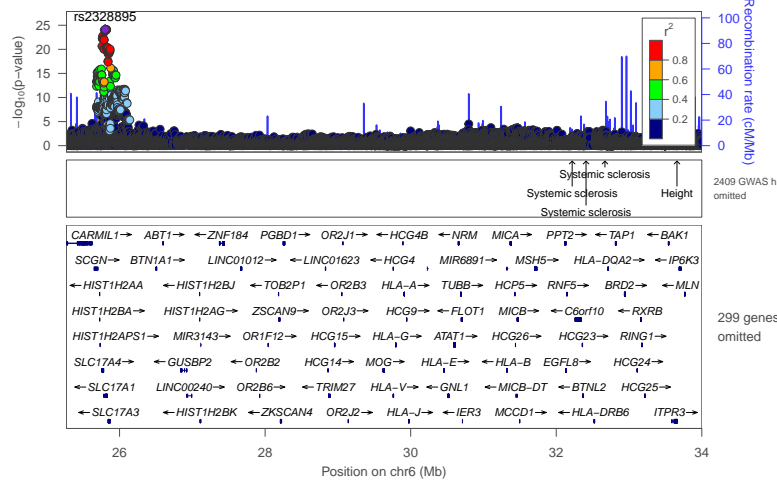 rs2328895
−log10(p−value)
25
20
15
10
5
0
r2
0.8
0.6
0.4
0.2
100
80
60
40
20
0
Recombination rate (cM/Mb)
Systemic sclerosis
Systemic sclerosis Height
Systemic sclerosis
2409 GWAS h
omitted
CARMIL1→ ABT1→ ←ZNF184 PGBD1→ OR2J1→ ←HCG4B ←NRM MICA→ PPT2→ ←TAP1 ←BAK1
SCGN→ BTN1A1→ LINC01012→ ←LINC01623 ←HCG4 MIR6891→ ←MSH5→ HLA−DQA2→ ←IP6K3
←HIST1H2AA ←HIST1H2BJ ←TOB2P1 ←OR2B3 HLA−A→ ←TUBB→ ←HCP5→ RNF5→ BRD2→ ←MLN
HIST1H2BA→ HIST1H2AG→ ZSCAN9→ OR2J3→ HCG9→ ←FLOT1 MICB→ ←C6orf10 ←RXRB
HIST1H2APS1→ MIR3143→ OR1F12→ HCG15→ HLA−G→ ATAT1→ HCG26→ HCG23→ RING1→
SLC17A4→ ←GUSBP2 ←OR2B2 HCG14→ MOG→ HLA−E→ ←HLA−B EGFL8→ HCG24→
←SLC17A1 LINC00240→ OR2B6→ ←TRIM27 HLA−V→ ←GNL1 ←MICB−DT ←BTNL2 HCG25→
←SLC17A3 ←HIST1H2BK ←ZKSCAN4 OR2J2→ HLA−J→ ←IER3 MCCD1→ ←HLA−DRB6 ITPR3→
299 genes
omitted
26 28 30 32 34
Position on chr6 (Mb)